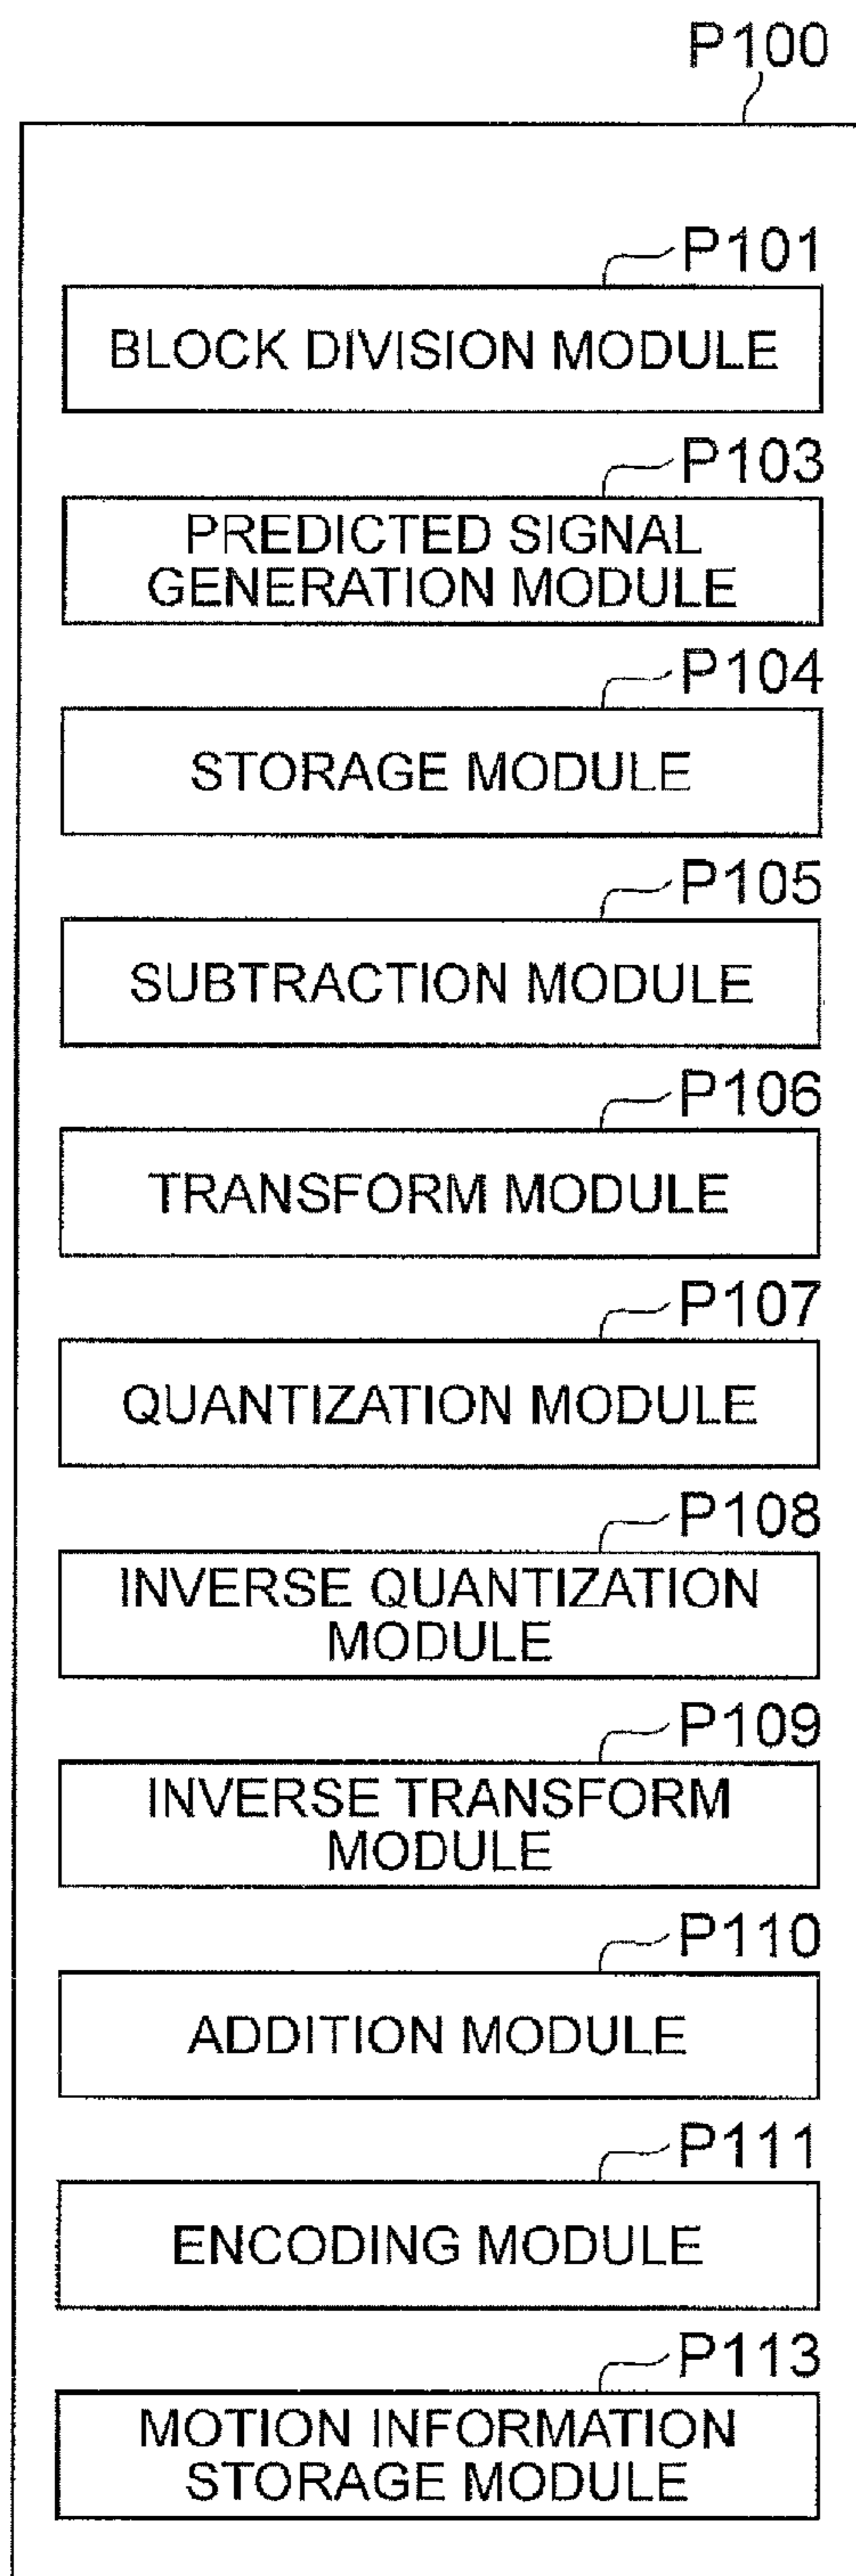 P100
P101
BLOCK DIVISION MODULE
P103
PREDICTED SIGNAL
GENERATION MODULE
P104
STORAGE MODULE
P105
SUBTRACTION MODULE
P106
TRANSFORM MODULE
P107
QUANTIZATION MODULE
P108
INVERSE QUANTIZATION
MODULE
P109
INVERSE TRANSFORM
MODULE
P110
ADDITION MODULE
P111
ENCODING MODULE
P113
MOTION INFORMATION
STORAGE MODULE